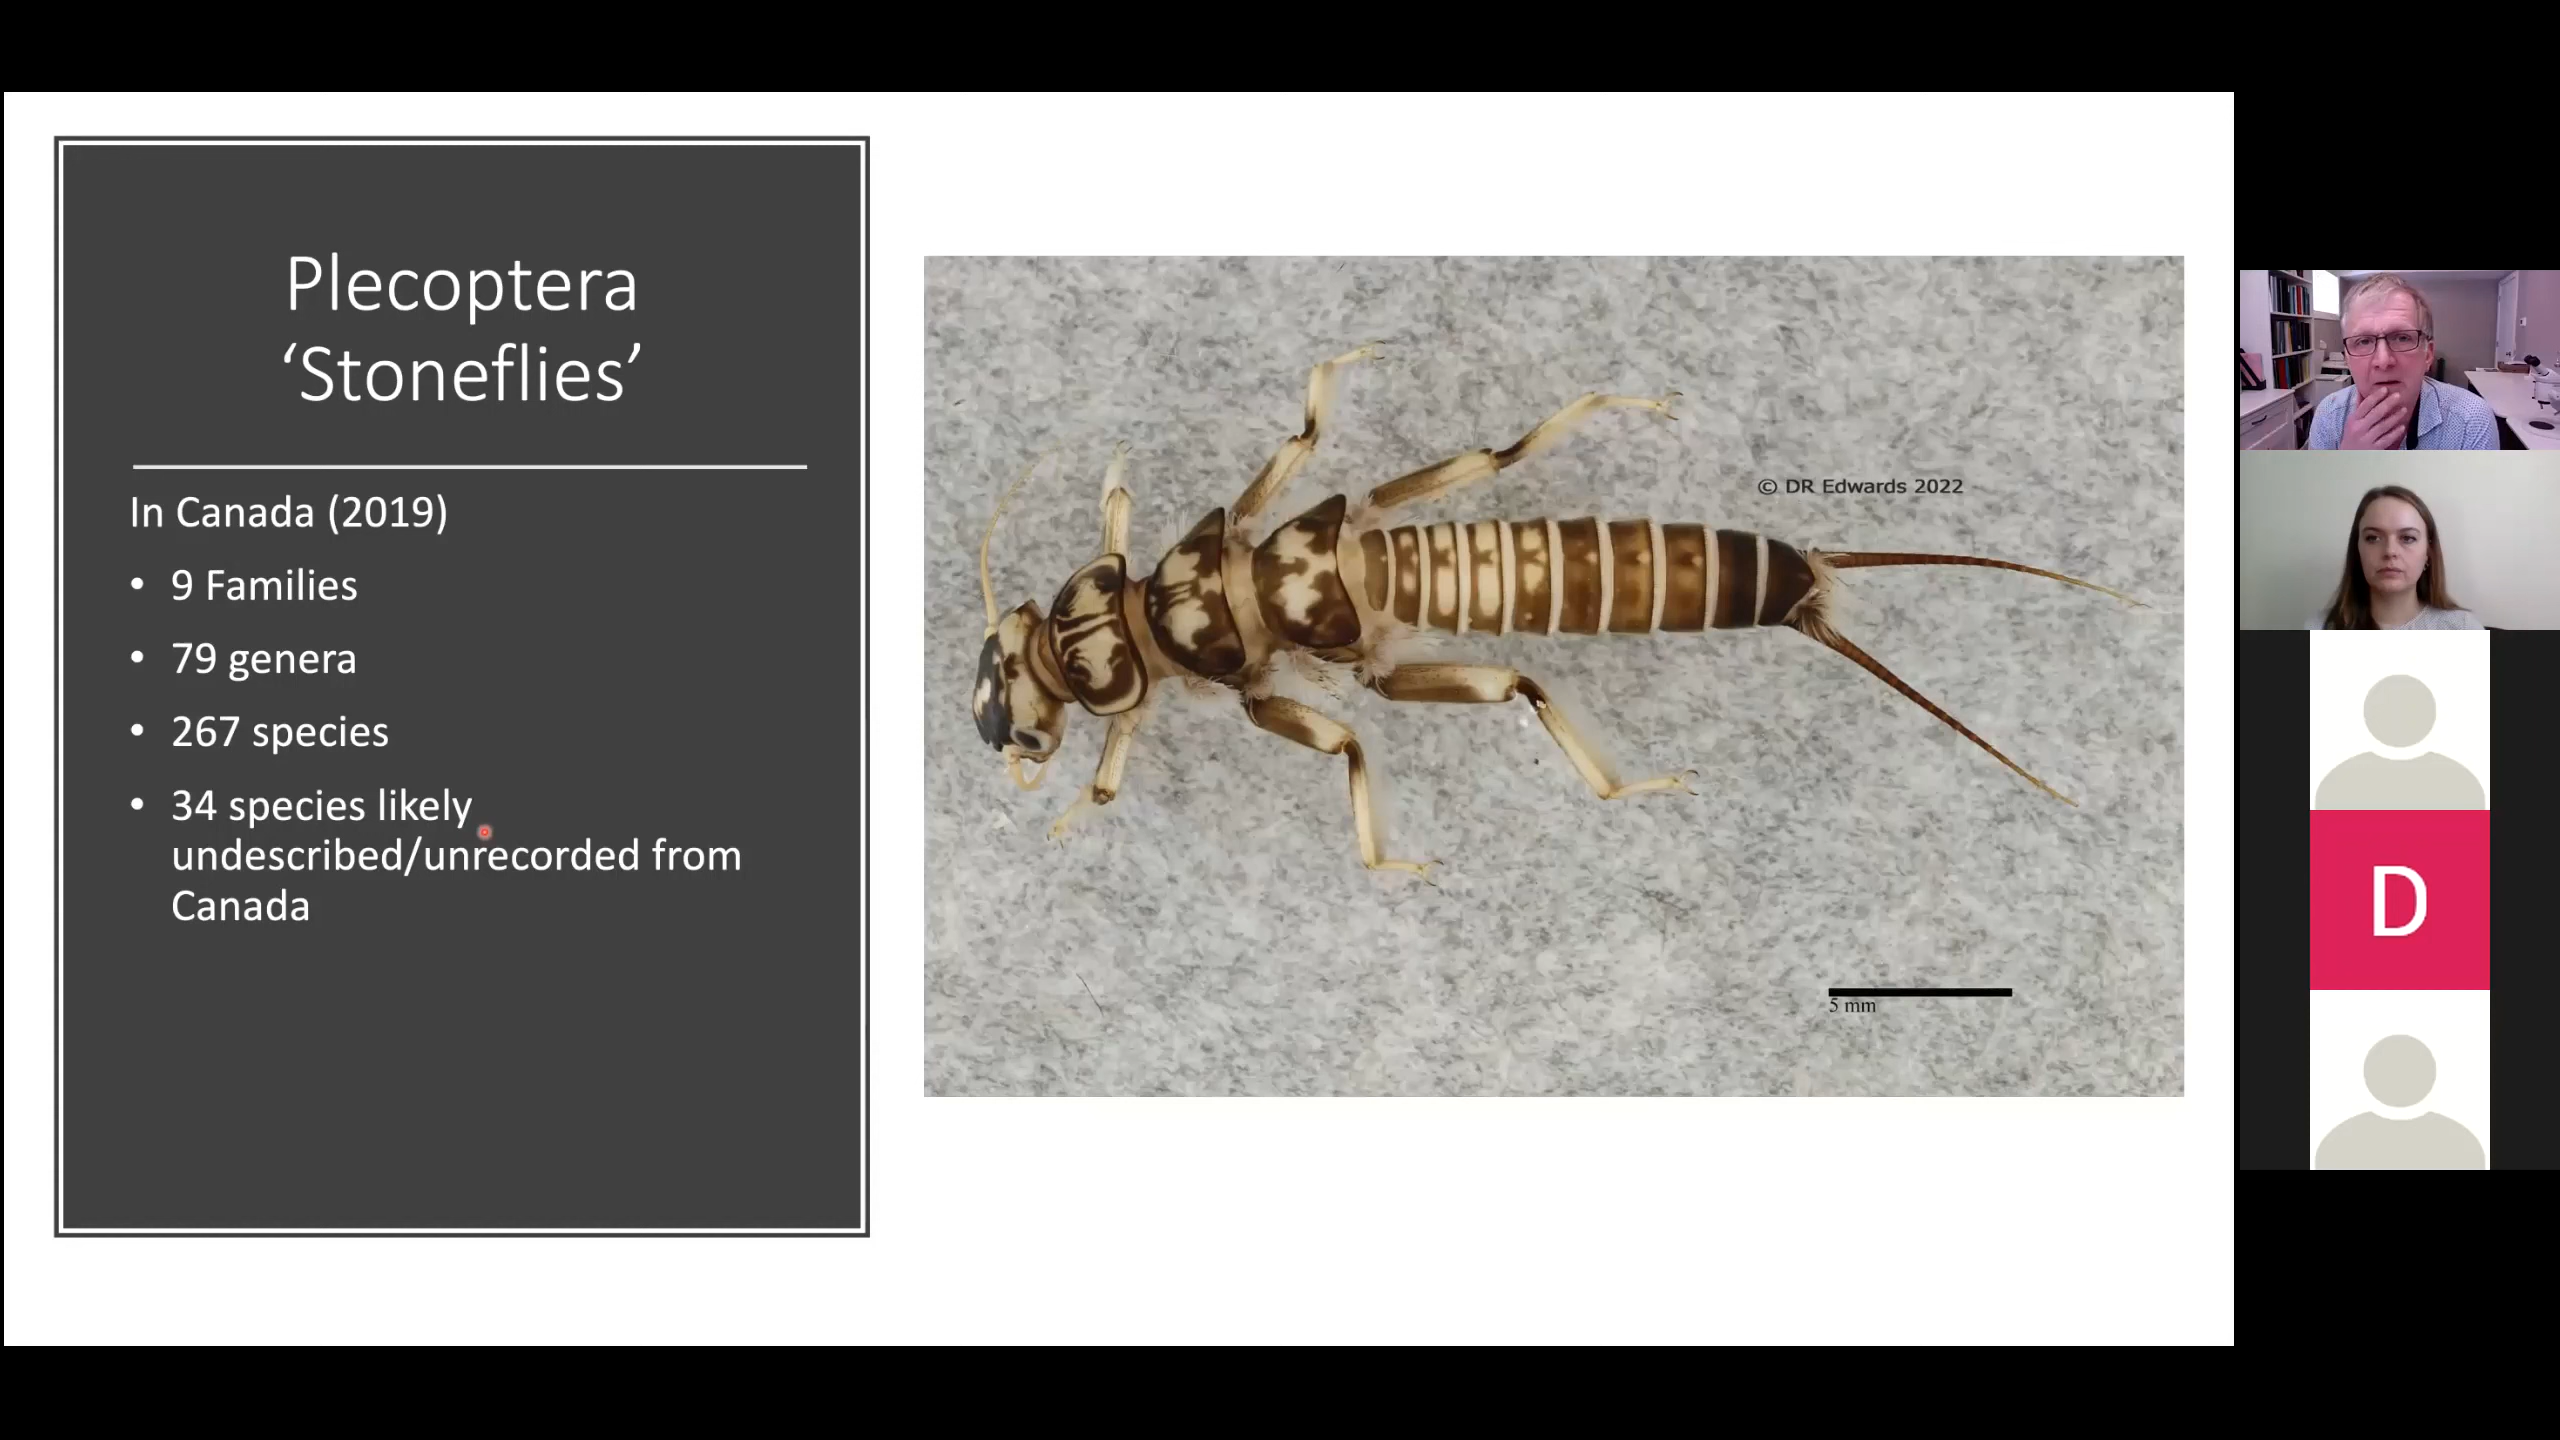 Plecoptera
‘Stoneflies’
In Canada (2019)
• 9 Families
• 79 genera
• 267 species
• 34 species likely
undescribed/unrecorded from
Canada
© DR Edwards 2022
5 mm
D